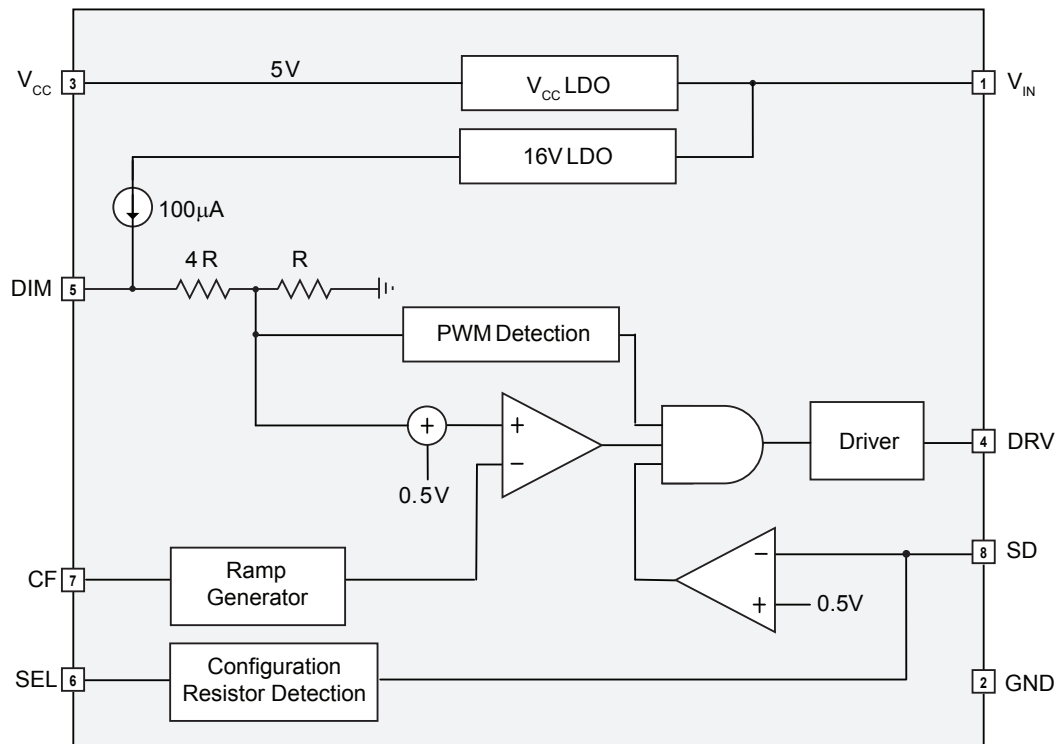 V_CC 3
5V
V_CC LDO
1 V_IN
16V LDO
100µA
4R
R
DIM 5
PWM Detection
+
+
−
0.5V
Driver
4 DRV
−
8 SD
+
0.5V
CF 7
Ramp
Generator
SEL 6
Configuration
Resistor Detection
2 GND